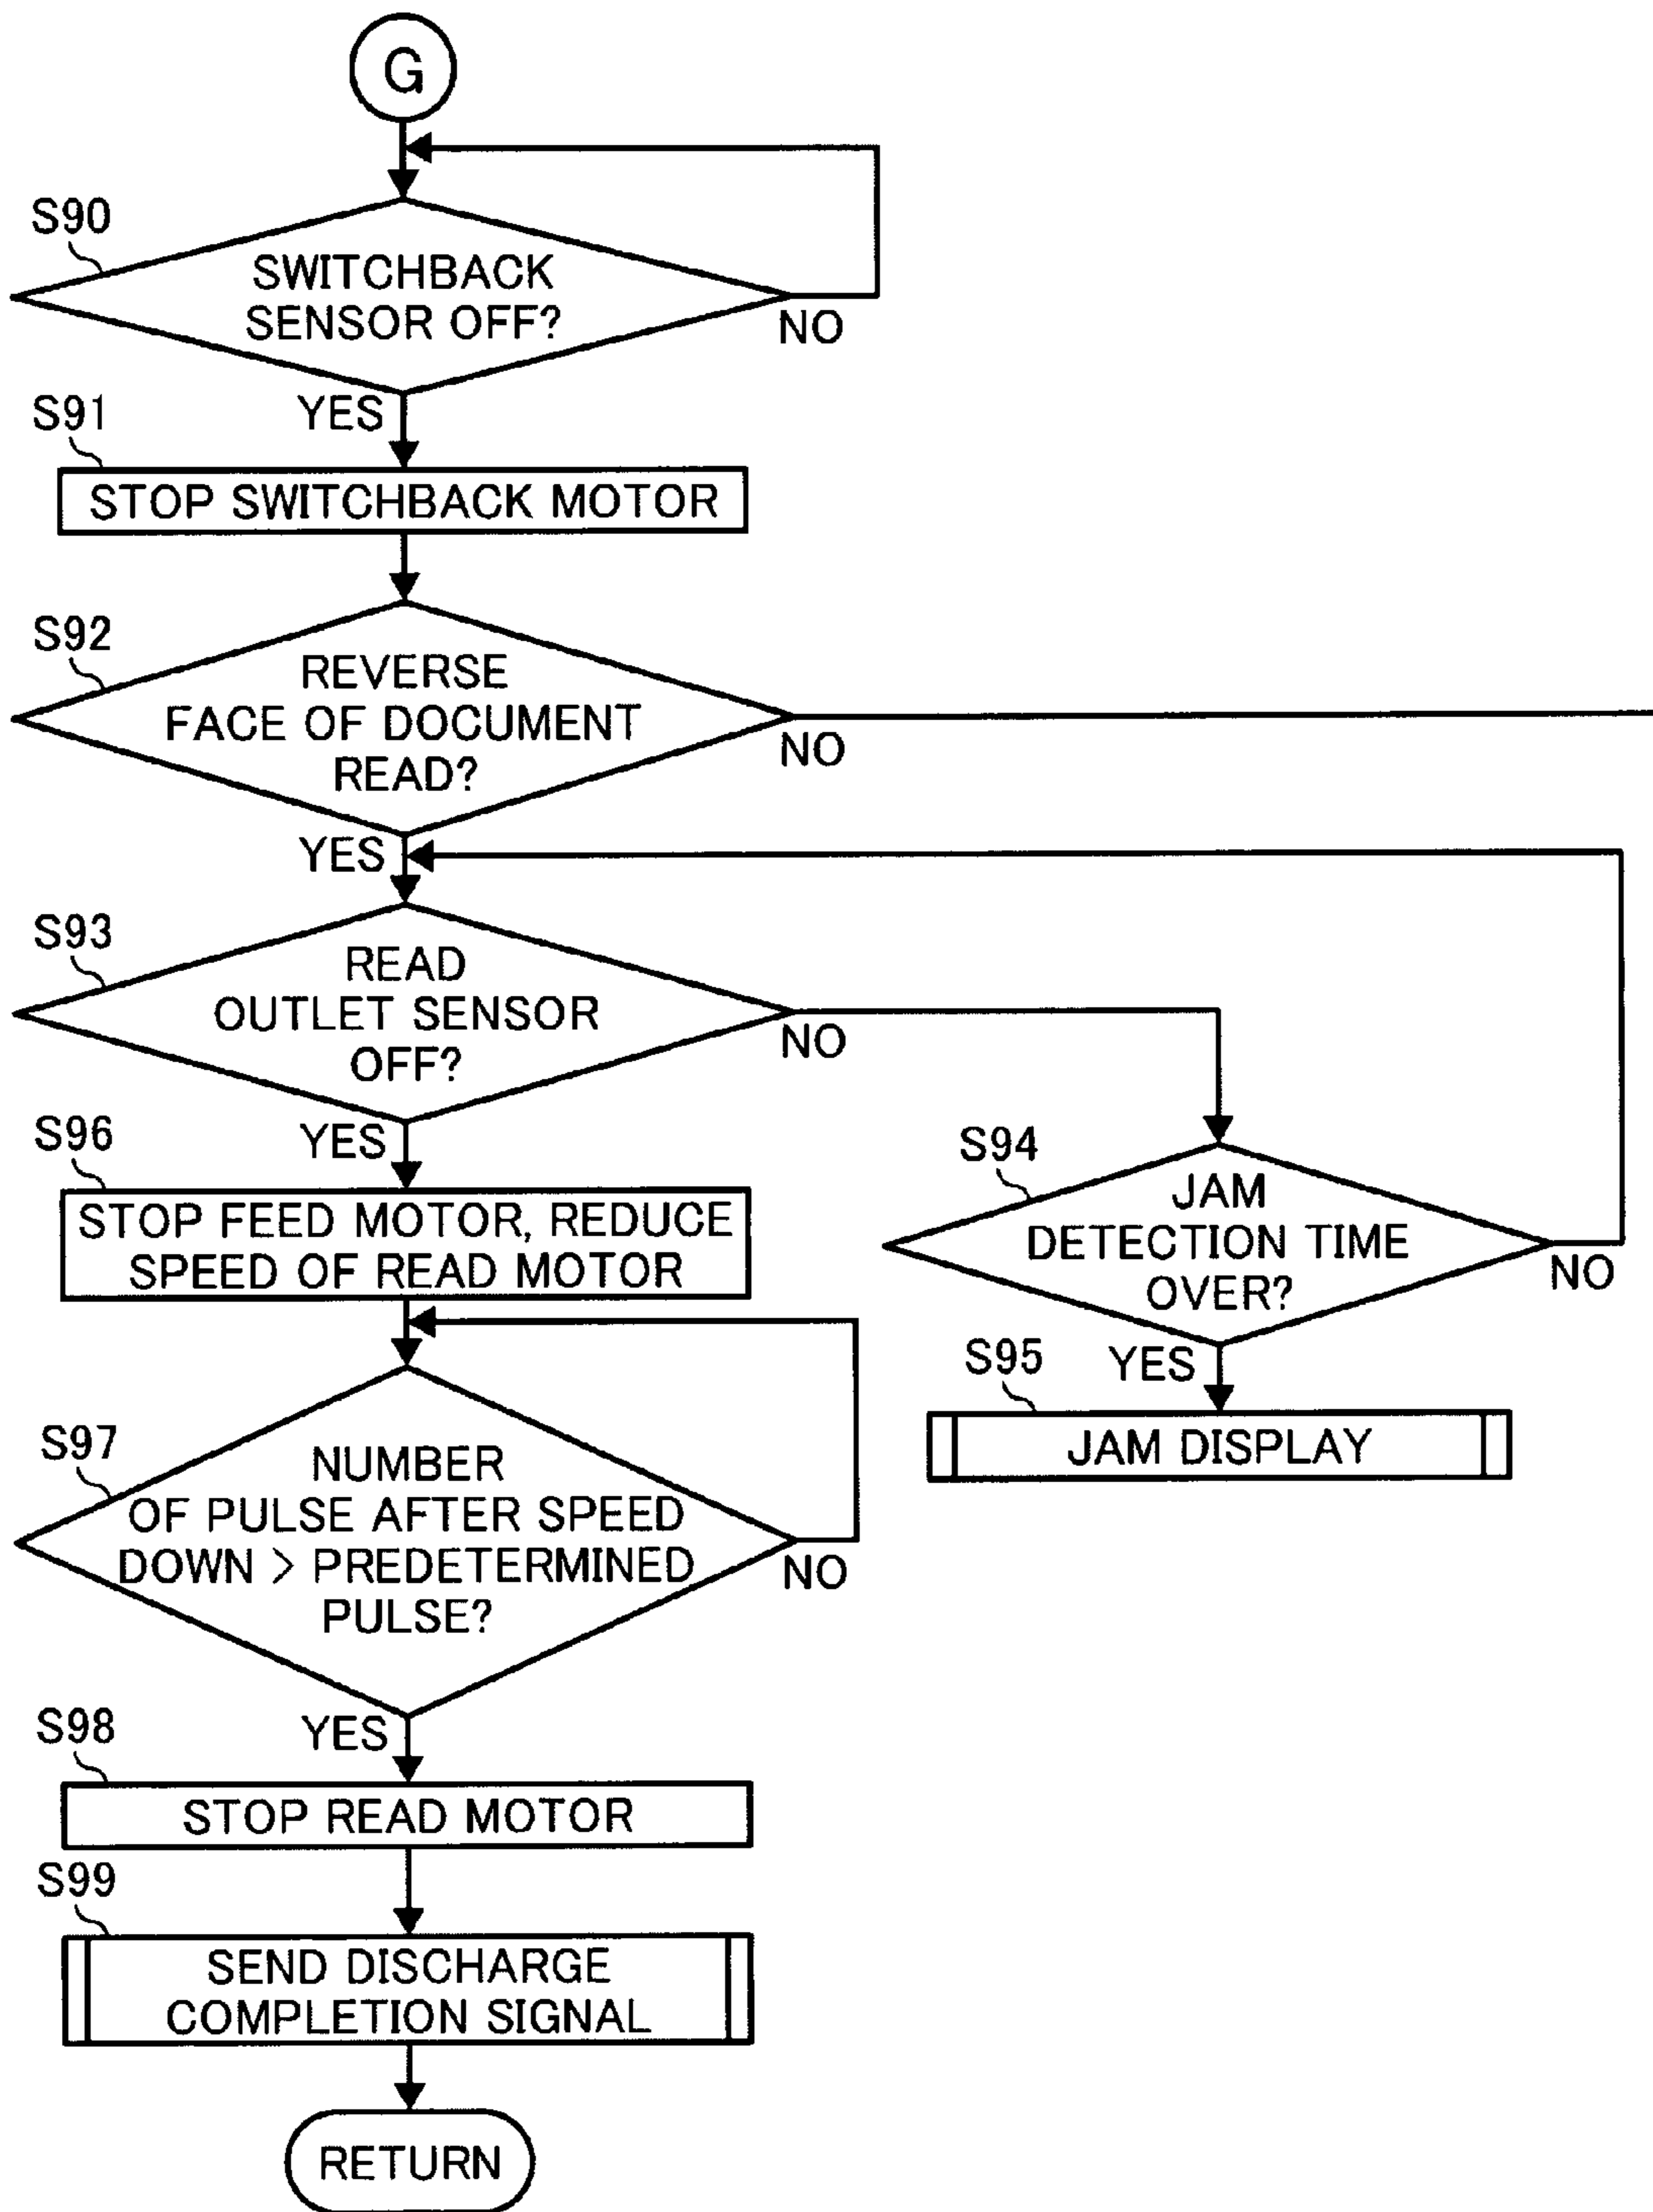 G
S90
SWITCHBACK
SENSOR OFF?
NO
YES
S91
STOP SWITCHBACK MOTOR
S92
REVERSE
FACE OF DOCUMENT
READ?
NO
YES
S93
READ
OUTLET SENSOR
OFF?
NO
YES
S94
JAM
DETECTION TIME
OVER?
NO
YES
S95
JAM DISPLAY
S96
STOP FEED MOTOR, REDUCE
SPEED OF READ MOTOR
S97
NUMBER
OF PULSE AFTER SPEED
DOWN > PREDETERMINED
PULSE?
NO
YES
S98
STOP READ MOTOR
S99
SEND DISCHARGE
COMPLETION SIGNAL
RETURN